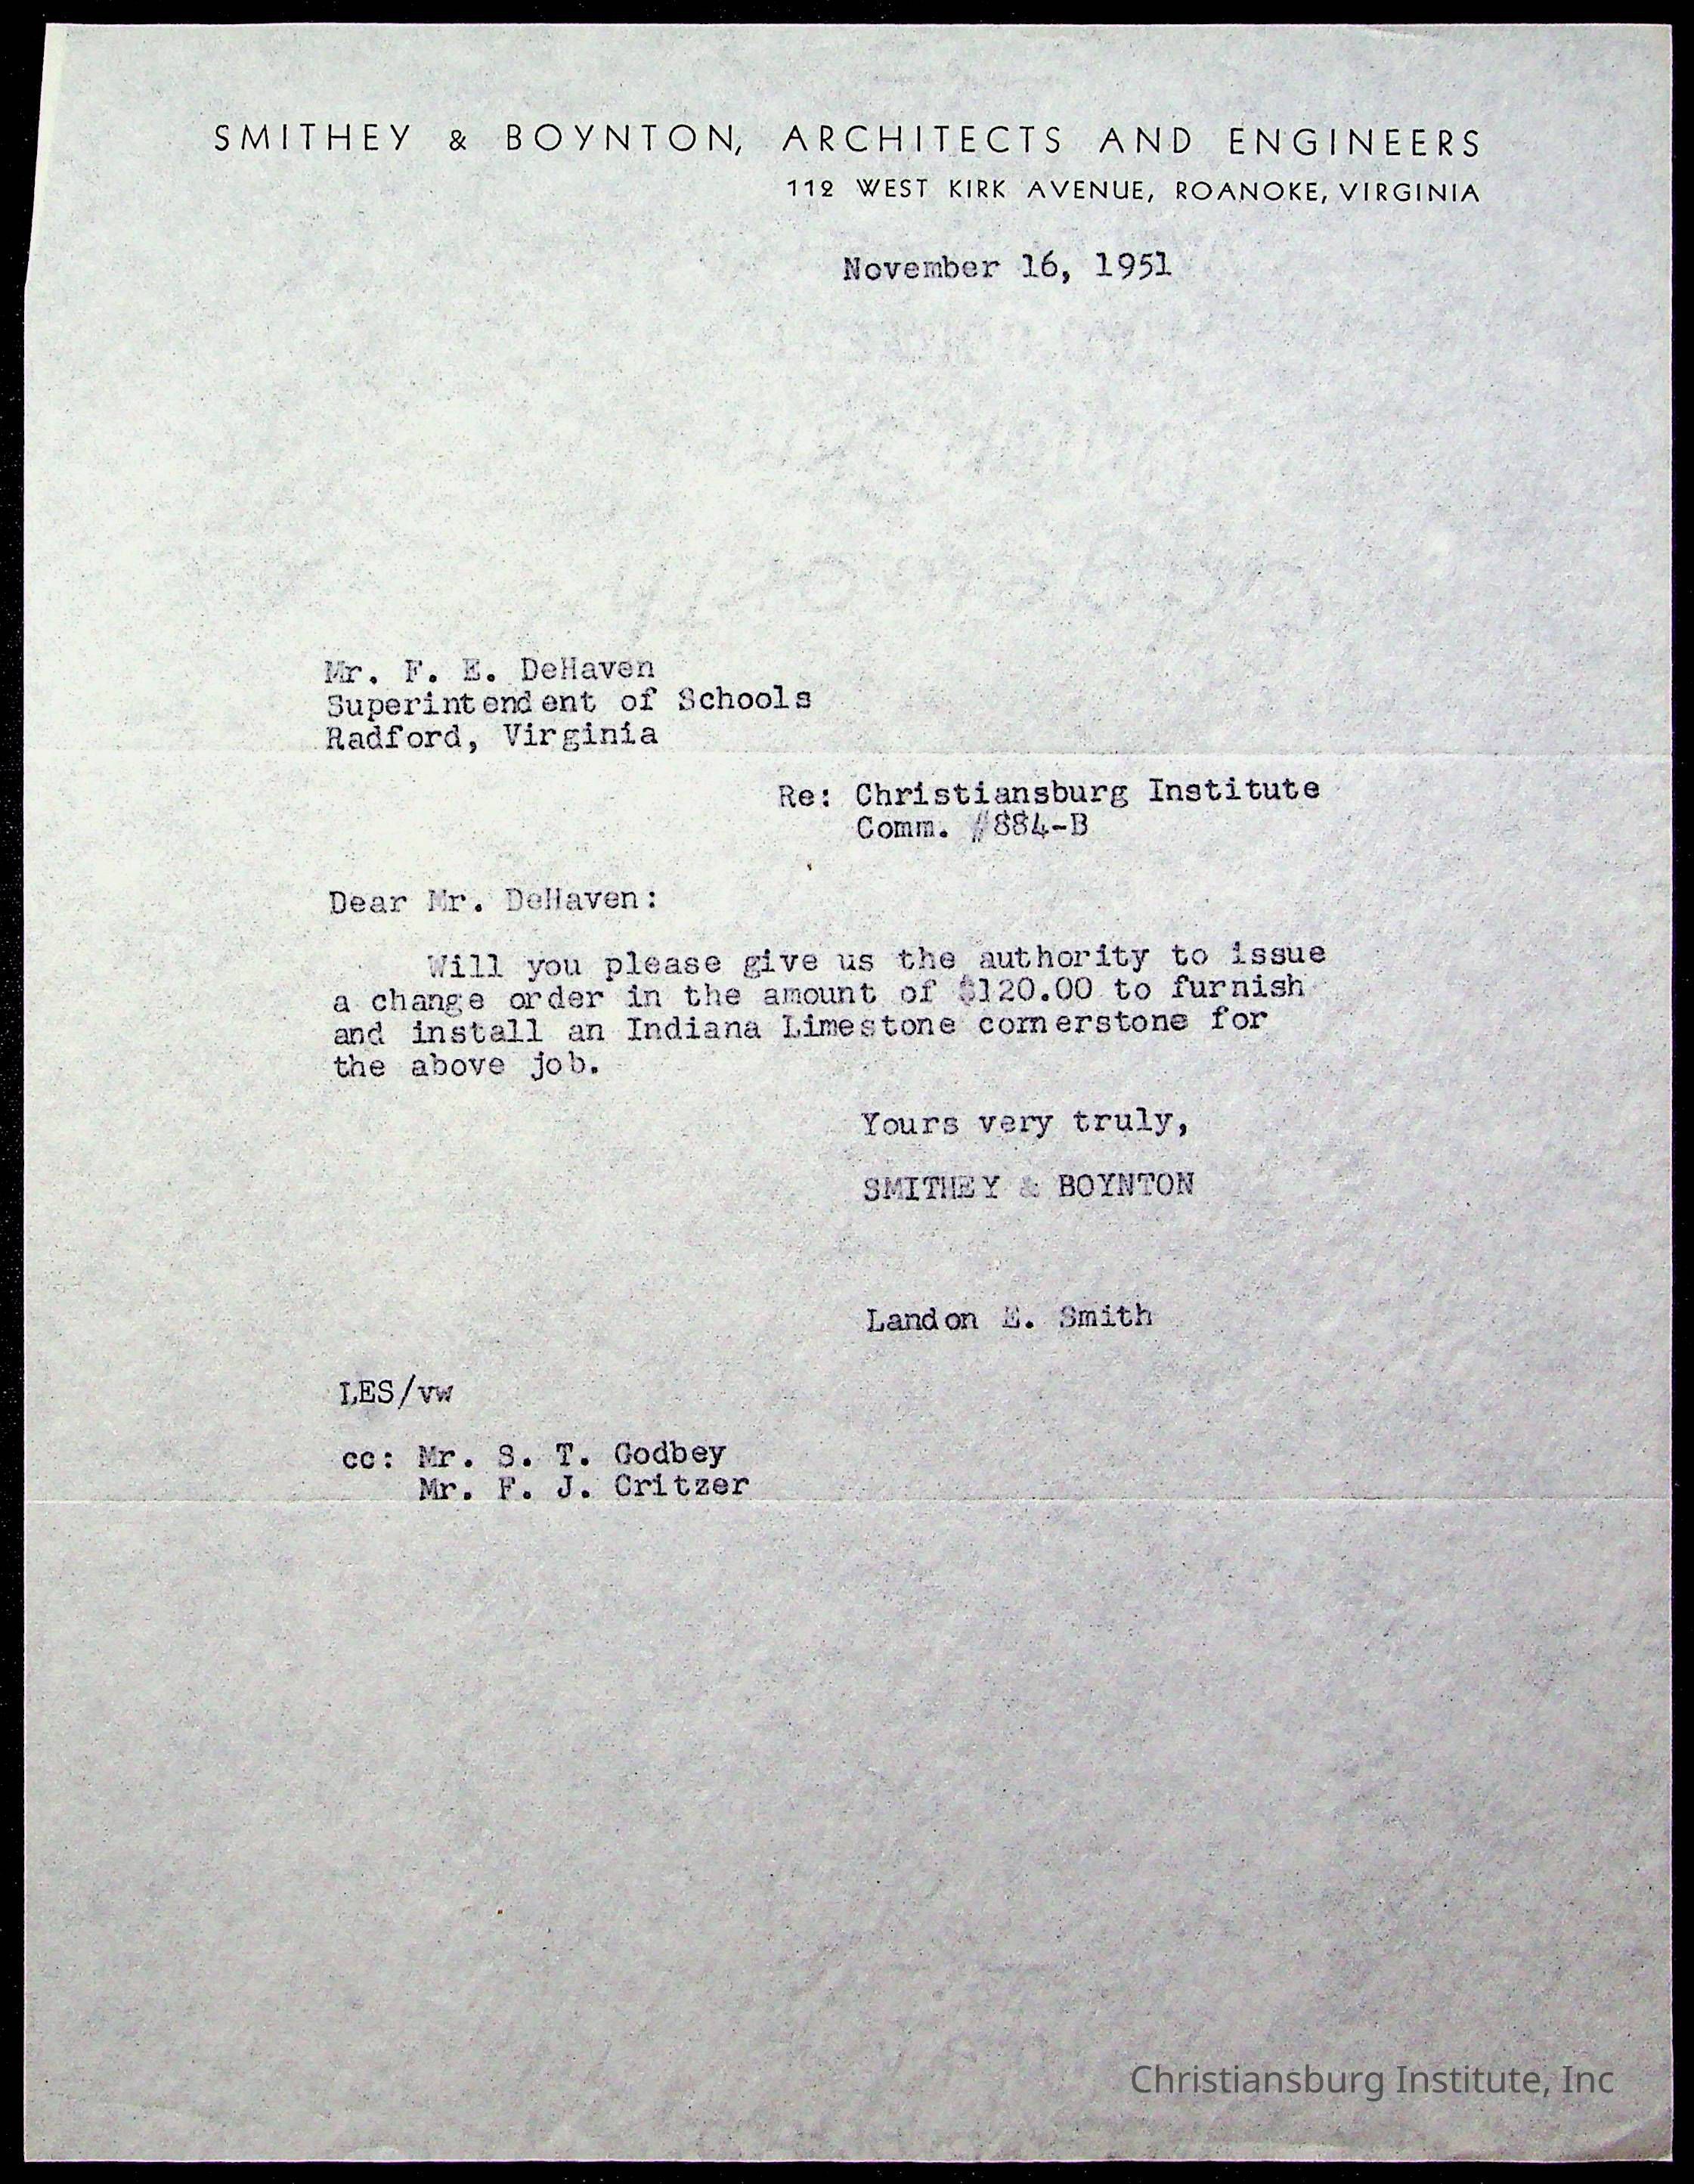 SMITHEY & BOYNTON, ARCHITECTS AND ENGINEERS
112 WEST KIRK AVENUE, ROANOKE, VIRGINIA
November 16, 1951
Mr. F. E. DeHaven
Superintendent of Schools
Radford, Virginia
Re: Christiansburg Institute
Comm. #884-B
Dear Mr. DeHaven:
Will you please give us the authority to issue
a change order in the amount of $120.00 to furnish
and install an Indiana Limestone cornerstone for
the above job.
Yours very truly,
SMITHEY & BOYNTON
Landon E. Smith
LES/vw
cc: Mr. S. T. Godbey
Mr. F. J. Critzer
Christiansburg Institute, Inc